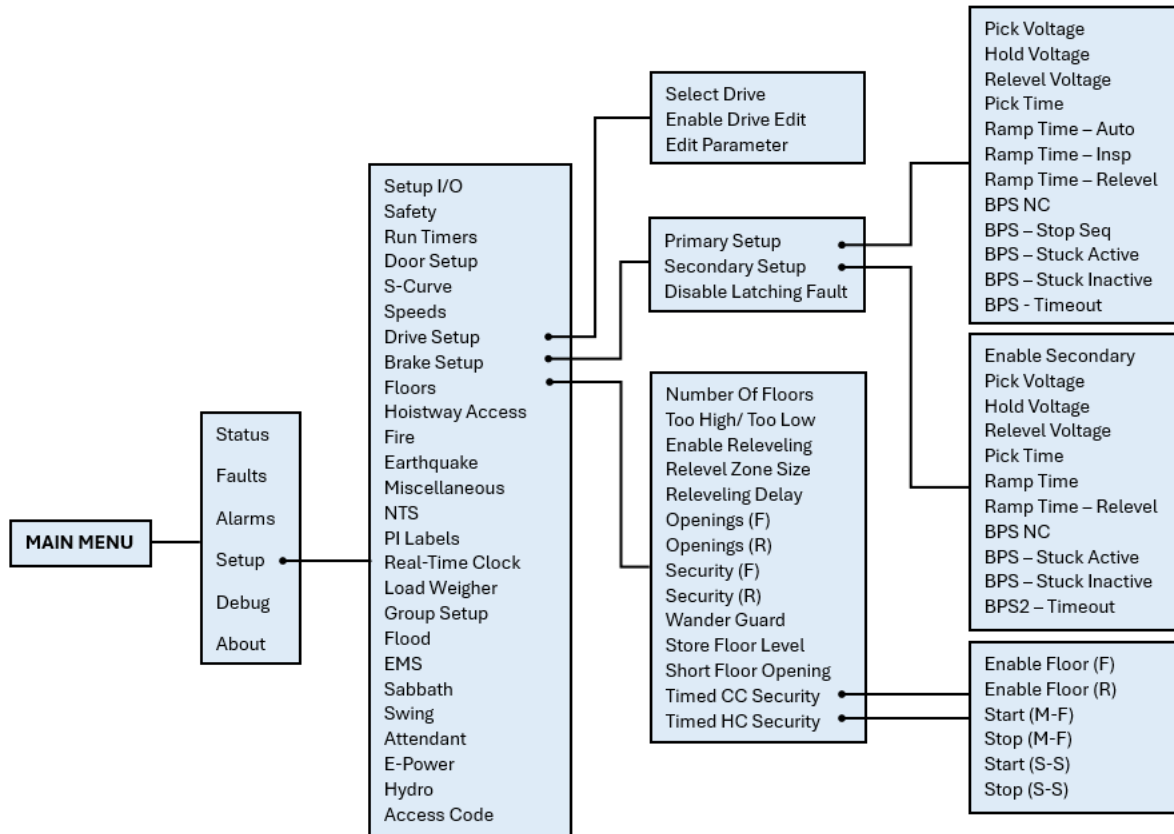 MAIN MENU
Status
Faults
Alarms
Setup
Debug
About
Setup I/O
Safety
Run Timers
Door Setup
S-Curve
Speeds
Drive Setup
Brake Setup
Floors
Hoistway Access
Fire
Earthquake
Miscellaneous
NTS
PI Labels
Real-Time Clock
Load Weigher
Group Setup
Flood
EMS
Sabbath
Swing
Attendant
E-Power
Hydro
Access Code
Select Drive
Enable Drive Edit
Edit Parameter
Primary Setup
Secondary Setup
Disable Latching Fault
Number Of Floors
Too High/ Too Low
Enable Releveling
Relevel Zone Size
Releveling Delay
Openings (F)
Openings (R)
Security (F)
Security (R)
Wander Guard
Store Floor Level
Short Floor Opening
Timed CC Security
Timed HC Security
Pick Voltage
Hold Voltage
Relevel Voltage
Pick Time
Ramp Time – Auto
Ramp Time – Insp
Ramp Time – Relevel
BPS NC
BPS – Stop Seq
BPS – Stuck Active
BPS – Stuck Inactive
BPS - Timeout
Enable Secondary
Pick Voltage
Hold Voltage
Relevel Voltage
Pick Time
Ramp Time
Ramp Time – Relevel
BPS NC
BPS – Stuck Active
BPS – Stuck Inactive
BPS2 – Timeout
Enable Floor (F)
Enable Floor (R)
Start (M-F)
Stop (M-F)
Start (S-S)
Stop (S-S)